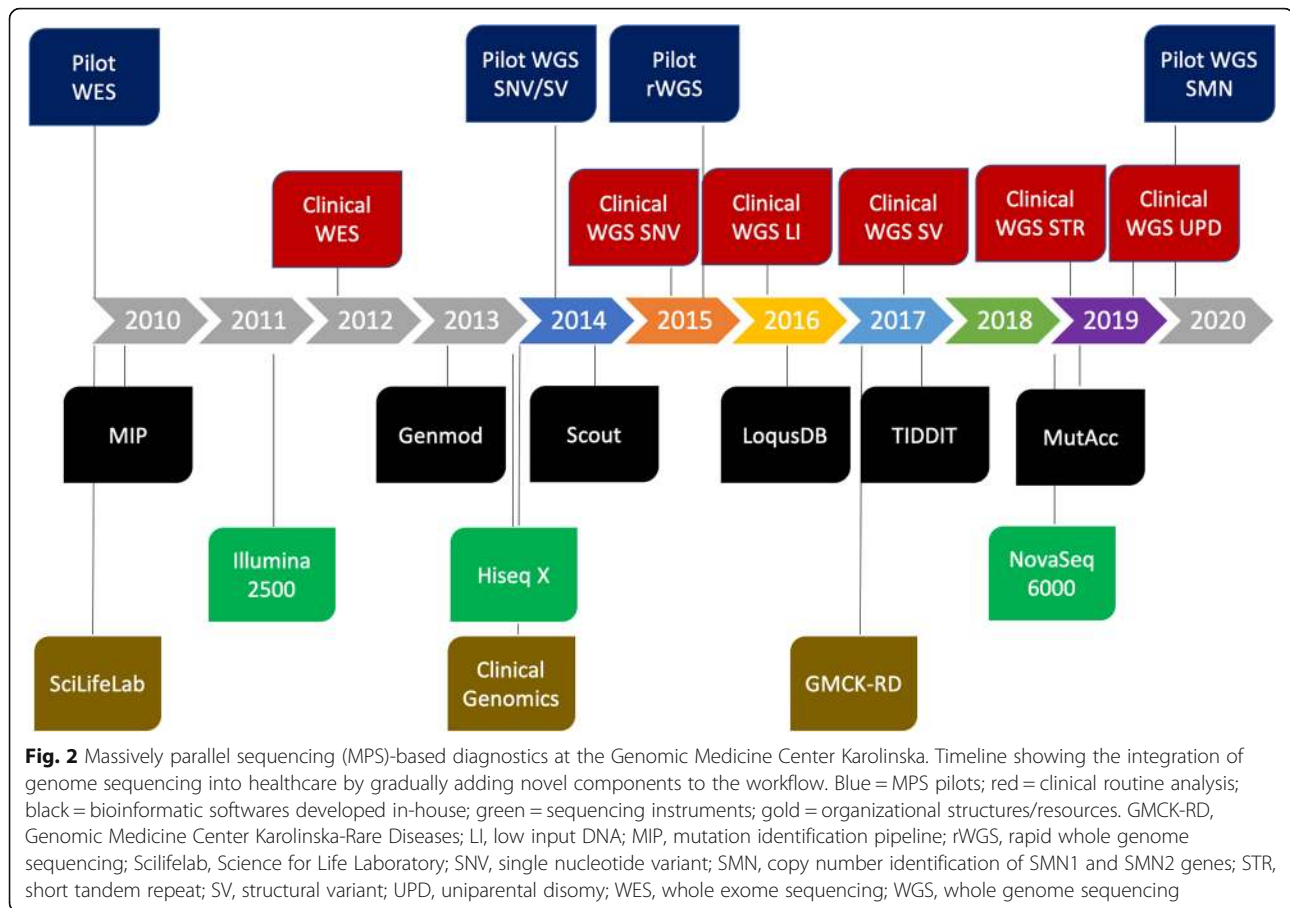 Pilot
WES
Pilot WGS
SNV/SV
Pilot
rWGS
Pilot WGS
SMN
Clinical
WES
Clinical
WGS SNV
Clinical
WGS LI
Clinical
WGS SV
Clinical
WGS STR
Clinical
WGS UPD
2010 2011 2012 2013 2014 2015 2016 2017 2018 2019 2020
MIP
Genmod
Scout
LoqusDB
TIDDIT
MutAcc
Illumina
2500
Hiseq X
NovaSeq
6000
SciLifeLab
Clinical
Genomics
GMCK-RD
Fig. 2 Massively parallel sequencing (MPS)-based diagnostics at the Genomic Medicine Center Karolinska. Timeline showing the integration of
genome sequencing into healthcare by gradually adding novel components to the workflow. Blue = MPS pilots; red = clinical routine analysis;
black = bioinformatic softwares developed in-house; green = sequencing instruments; gold = organizational structures/resources. GMCK-RD,
Genomic Medicine Center Karolinska-Rare Diseases; LI, low input DNA; MIP, mutation identification pipeline; rWGS, rapid whole genome
sequencing; Scilifelab, Science for Life Laboratory; SNV, single nucleotide variant; SMN, copy number identification of SMN1 and SMN2 genes; STR,
short tandem repeat; SV, structural variant; UPD, uniparental disomy; WES, whole exome sequencing; WGS, whole genome sequencing